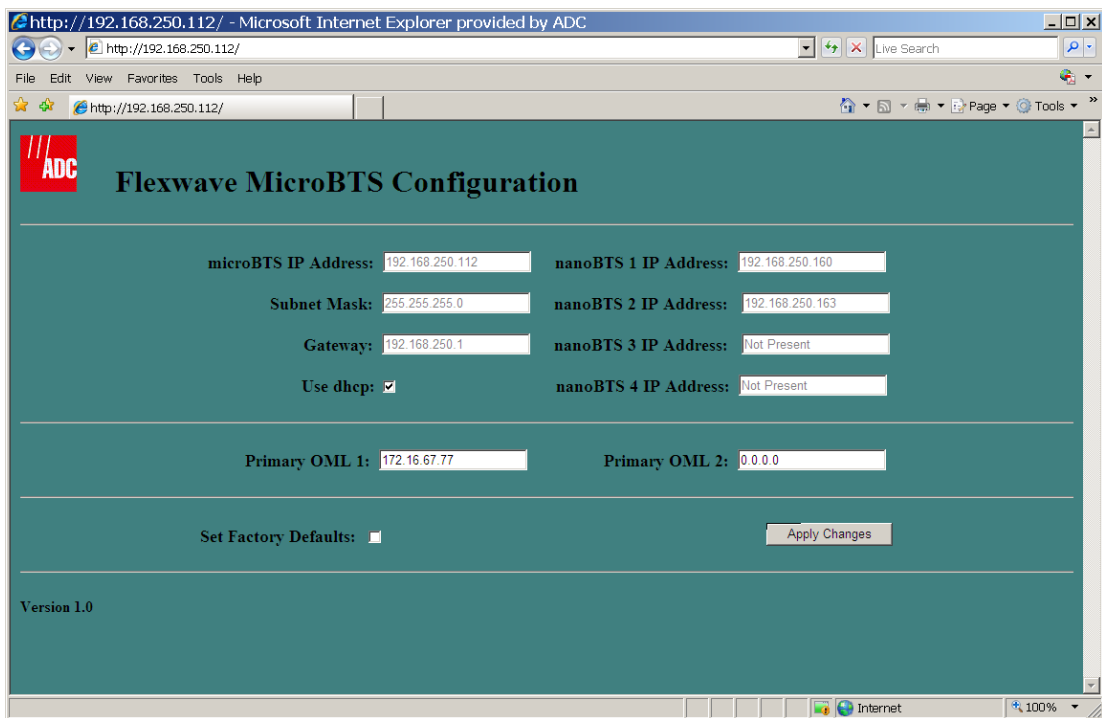 http://192.168.250.112/ - Microsoft Internet Explorer provided by ADC
http://192.168.250.112/
Live Search
File Edit View Favorites Tools Help
http://192.168.250.112/
Page Tools »
ADC
Flexwave MicroBTS Configuration
microBTS IP Address: 192.168.250.112 nanoBTS 1 IP Address: 192.168.250.160
Subnet Mask: 255.255.255.0 nanoBTS 2 IP Address: 192.168.250.163
Gateway: 192.168.250.1 nanoBTS 3 IP Address: Not Present
Use dhcp: nanoBTS 4 IP Address: Not Present
Primary OML 1: 172.16.67.77 Primary OML 2: 0.0.0.0
Set Factory Defaults: Apply Changes
Version 1.0
Internet 100%